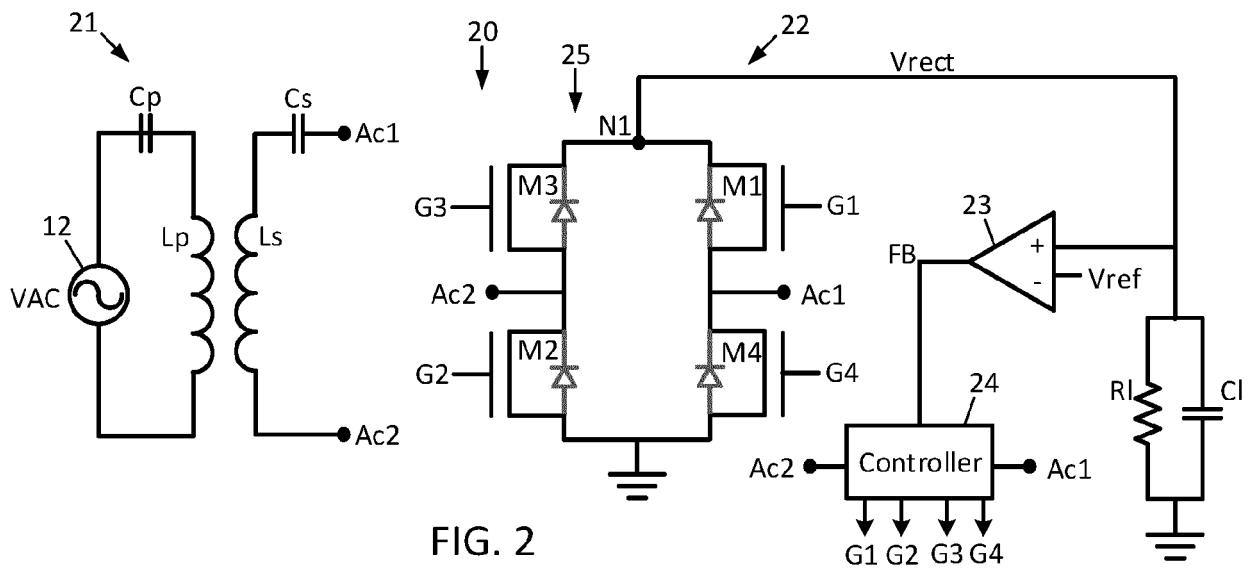 21
20
25
22
Vrect
Cp
Cs
Ac1
N1
M3
M1
G3
G1
12
Lp
Ls
23
+
-
FB
Vref
VAC
Ac2
Ac1
M2
M4
G2
G4
24
Rl
Cl
Ac2
Ac2
Controller
Ac1
G1 G2 G3 G4
FIG. 2